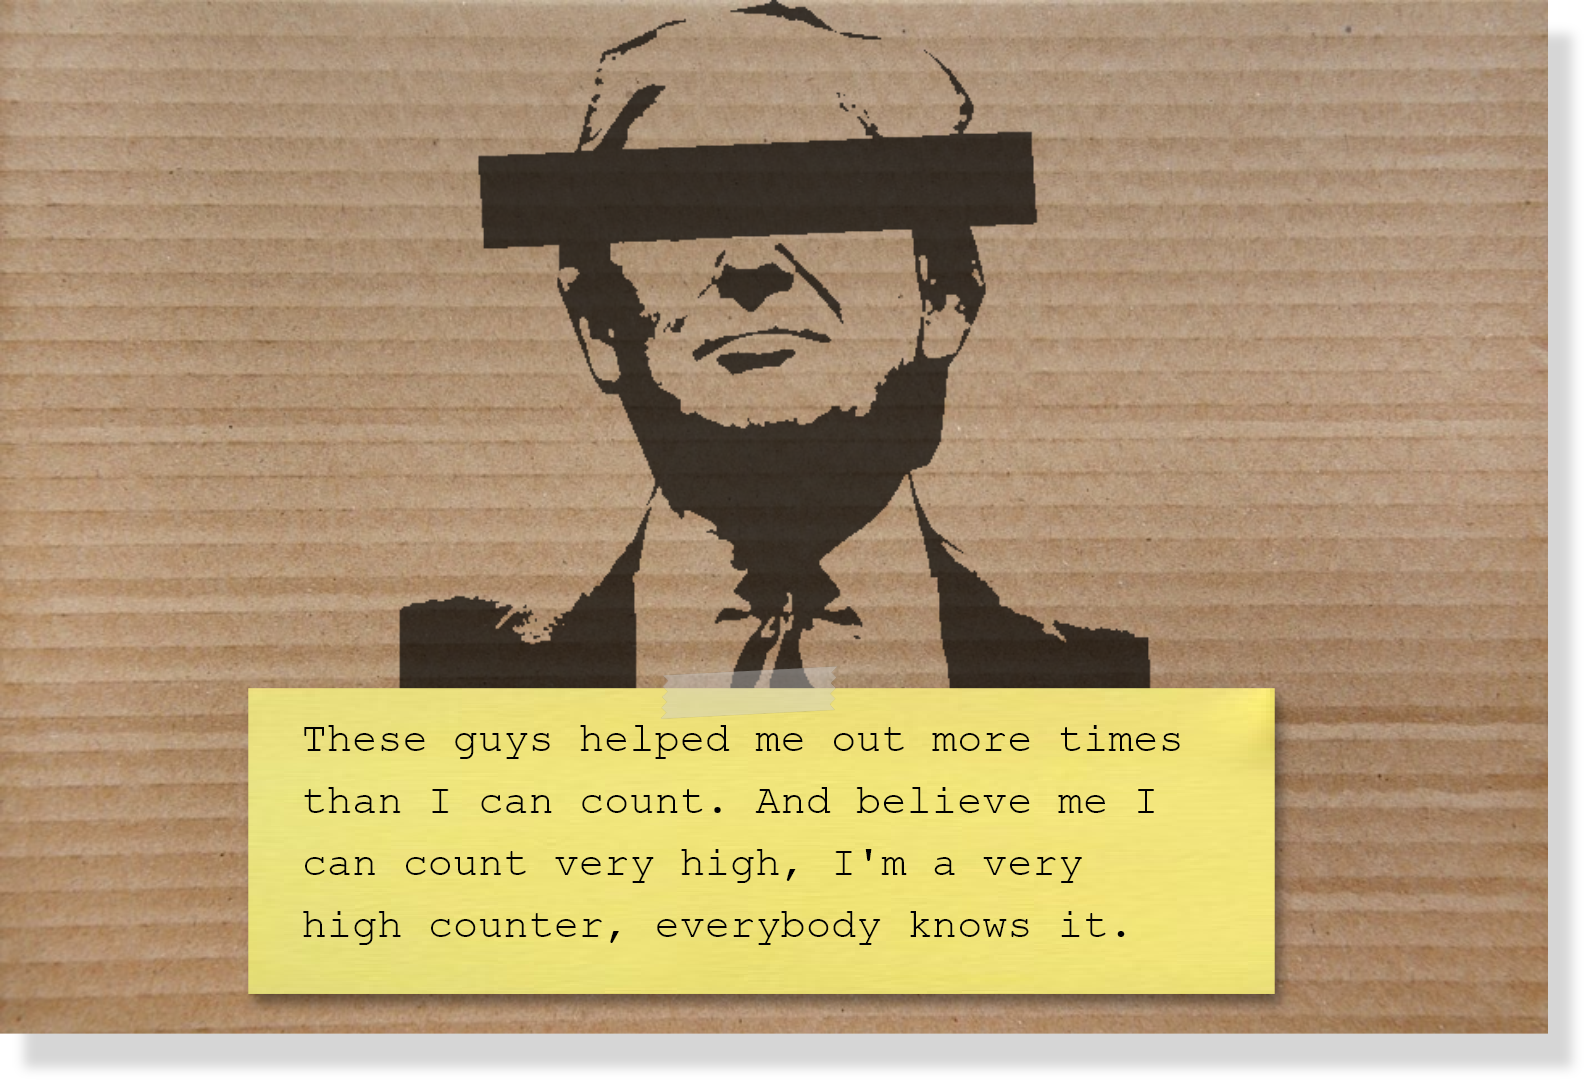 These guys helped me out more times
than I can count. And believe me I
can count very high, I'm a very
high counter, everybody knows it.